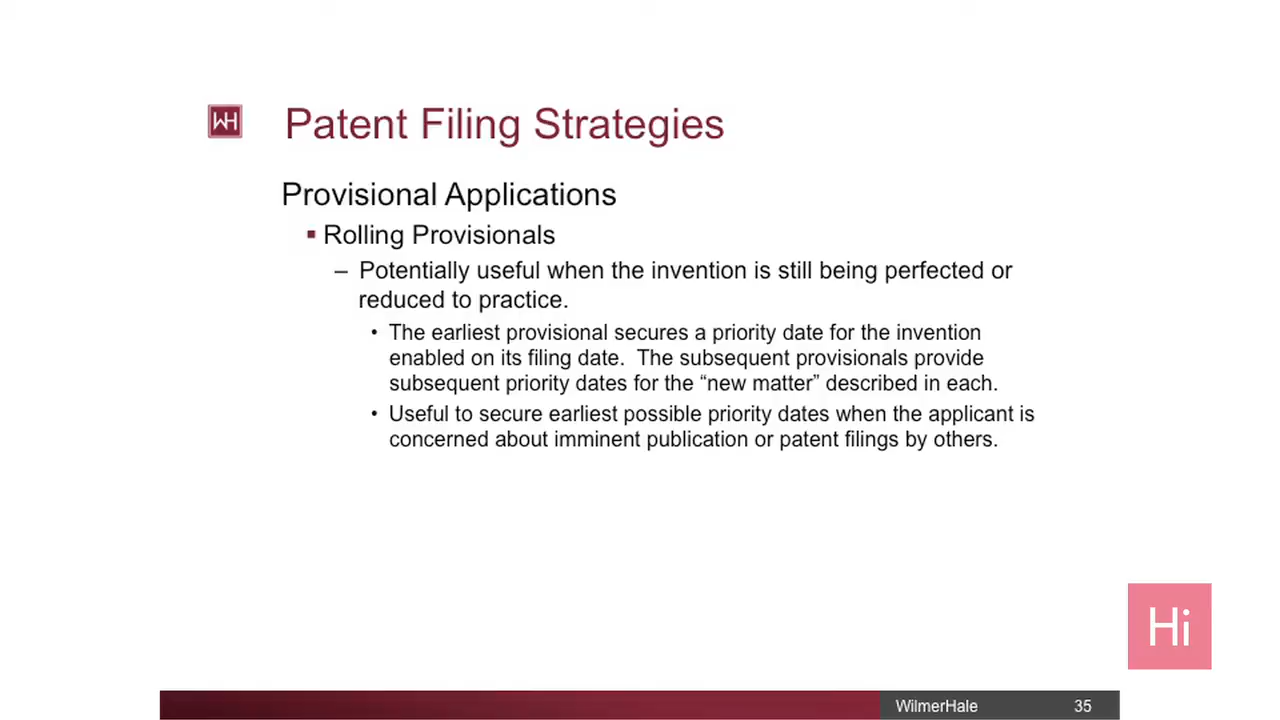 WH
Patent Filing Strategies
Provisional Applications
▪ Rolling Provisionals
– Potentially useful when the invention is still being perfected or
reduced to practice.
• The earliest provisional secures a priority date for the invention
enabled on its filing date.  The subsequent provisionals provide
subsequent priority dates for the “new matter” described in each.
• Useful to secure earliest possible priority dates when the applicant is
concerned about imminent publication or patent filings by others.
Hi
WilmerHale 35